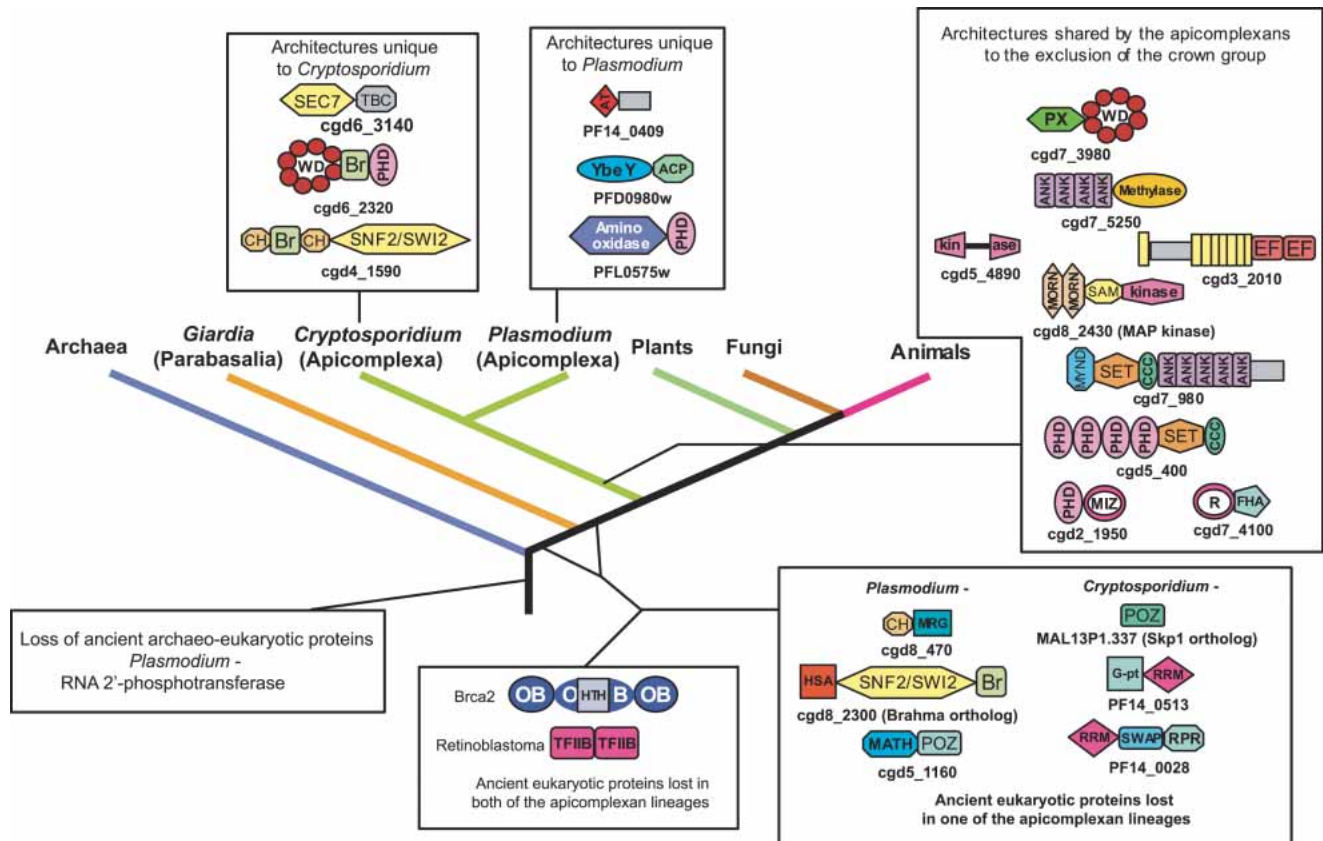 Architectures unique
to Cryptosporidium
SEC7 TBC
cgd6_3140
WD Br PHD
cgd6_2320
CH Br CH SNF2/SWI2
cgd4_1590
Architectures unique
to Plasmodium
AT
PF14_0409
YbeY ACP
PFD0980w
Amino
oxidase PHD
PFL0575w
Architectures shared by the apicomplexans
to the exclusion of the crown group
PX WD
cgd7_3980
ANK ANK ANK ANK Methylase
cgd7_5250
kin ase
cgd5_4890
EF EF
cgd3_2010
MORN MORN SAM kinase
cgd8_2430 (MAP kinase)
MYND SET CCC ANK ANK ANK ANK ANK
cgd7_980
PHD PHD PHD PHD SET CCC
cgd5_400
PHD MIZ
cgd2_1950
R FHA
cgd7_4100
Archaea
Giardia
(Parabasalia)
Cryptosporidium
(Apicomplexa)
Plasmodium
(Apicomplexa)
Plants
Fungi
Animals
Loss of ancient archaeo-eukaryotic proteins
Plasmodium -
RNA 2'-phosphotransferase
Brca2 OB O HTH B OB
Retinoblastoma TFIIB TFIIB
Ancient eukaryotic proteins lost in
both of the apicomplexan lineages
Plasmodium -
CH MRG
cgd8_470
HSA SNF2/SWI2 Br
cgd8_2300 (Brahma ortholog)
MATH POZ
cgd5_1160
Cryptosporidium -
POZ
MAL13P1.337 (Skp1 ortholog)
G-pt RRM
PF14_0513
RRM SWAP RPR
PF14_0028
Ancient eukaryotic proteins lost
in one of the apicomplexan lineages